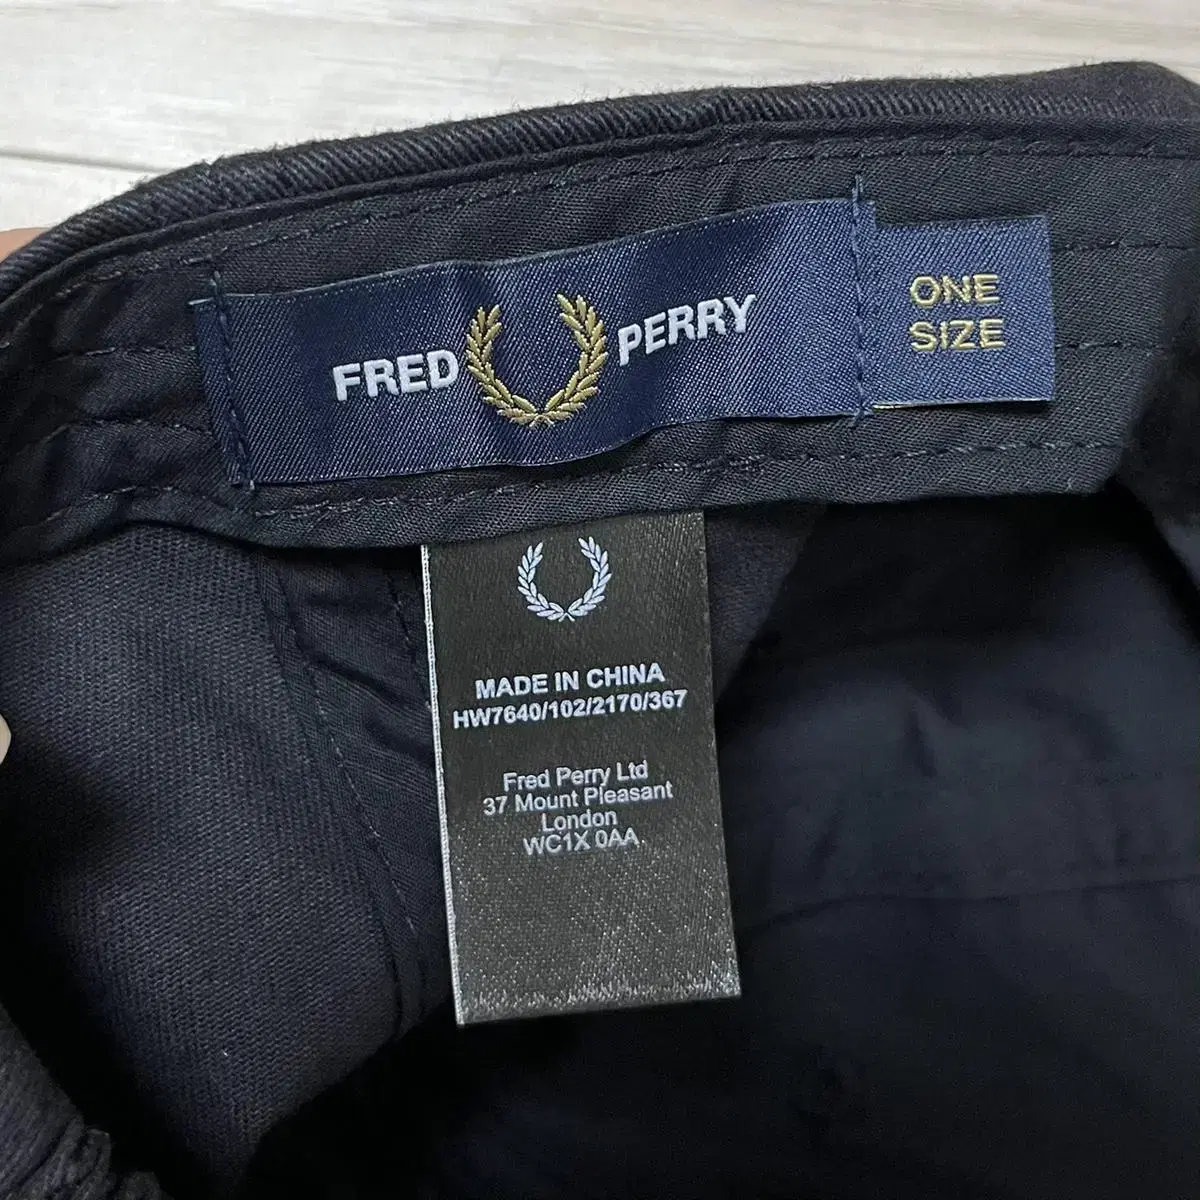 FRED PERRY
ONE
SIZE
MADE IN CHINA
HW7640/102/2170/367
Fred Perry Ltd
37 Mount Pleasant
London
WC1X 0AA